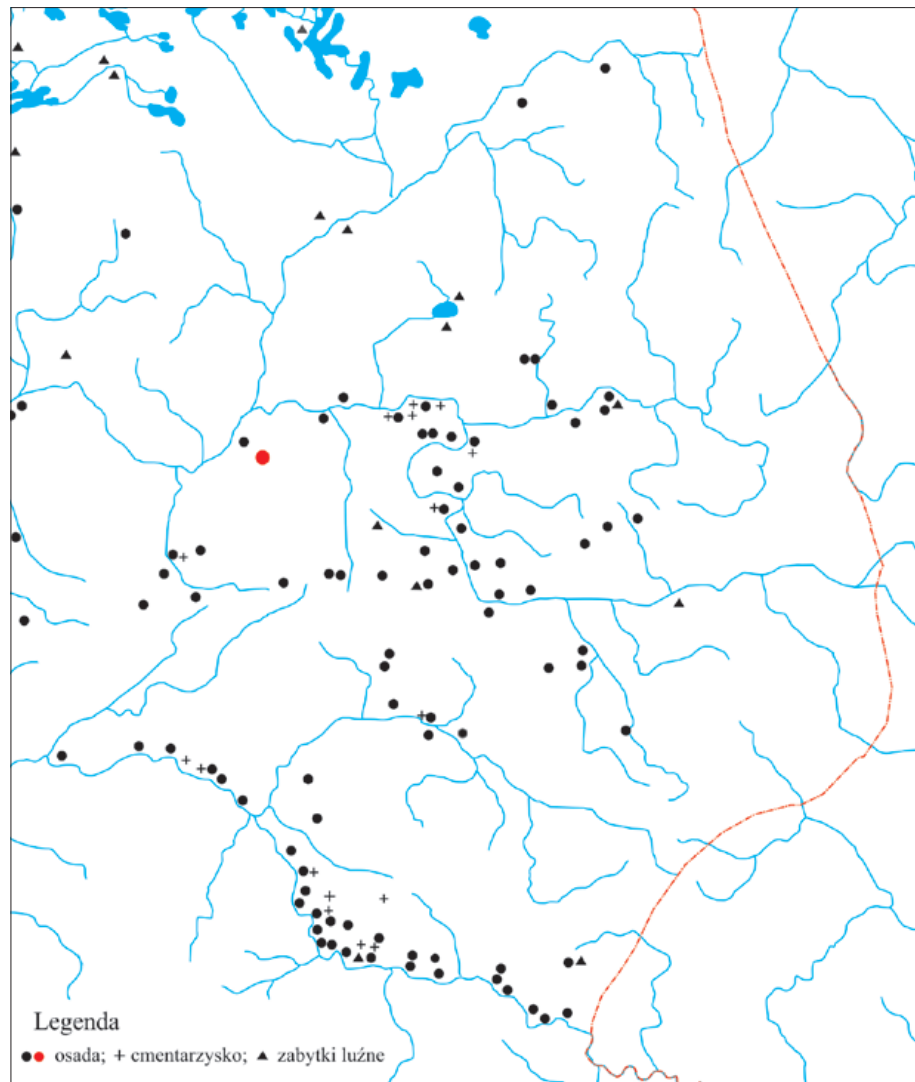 Legenda
osada; + cmentarzysko; ▲ zabytki luźne